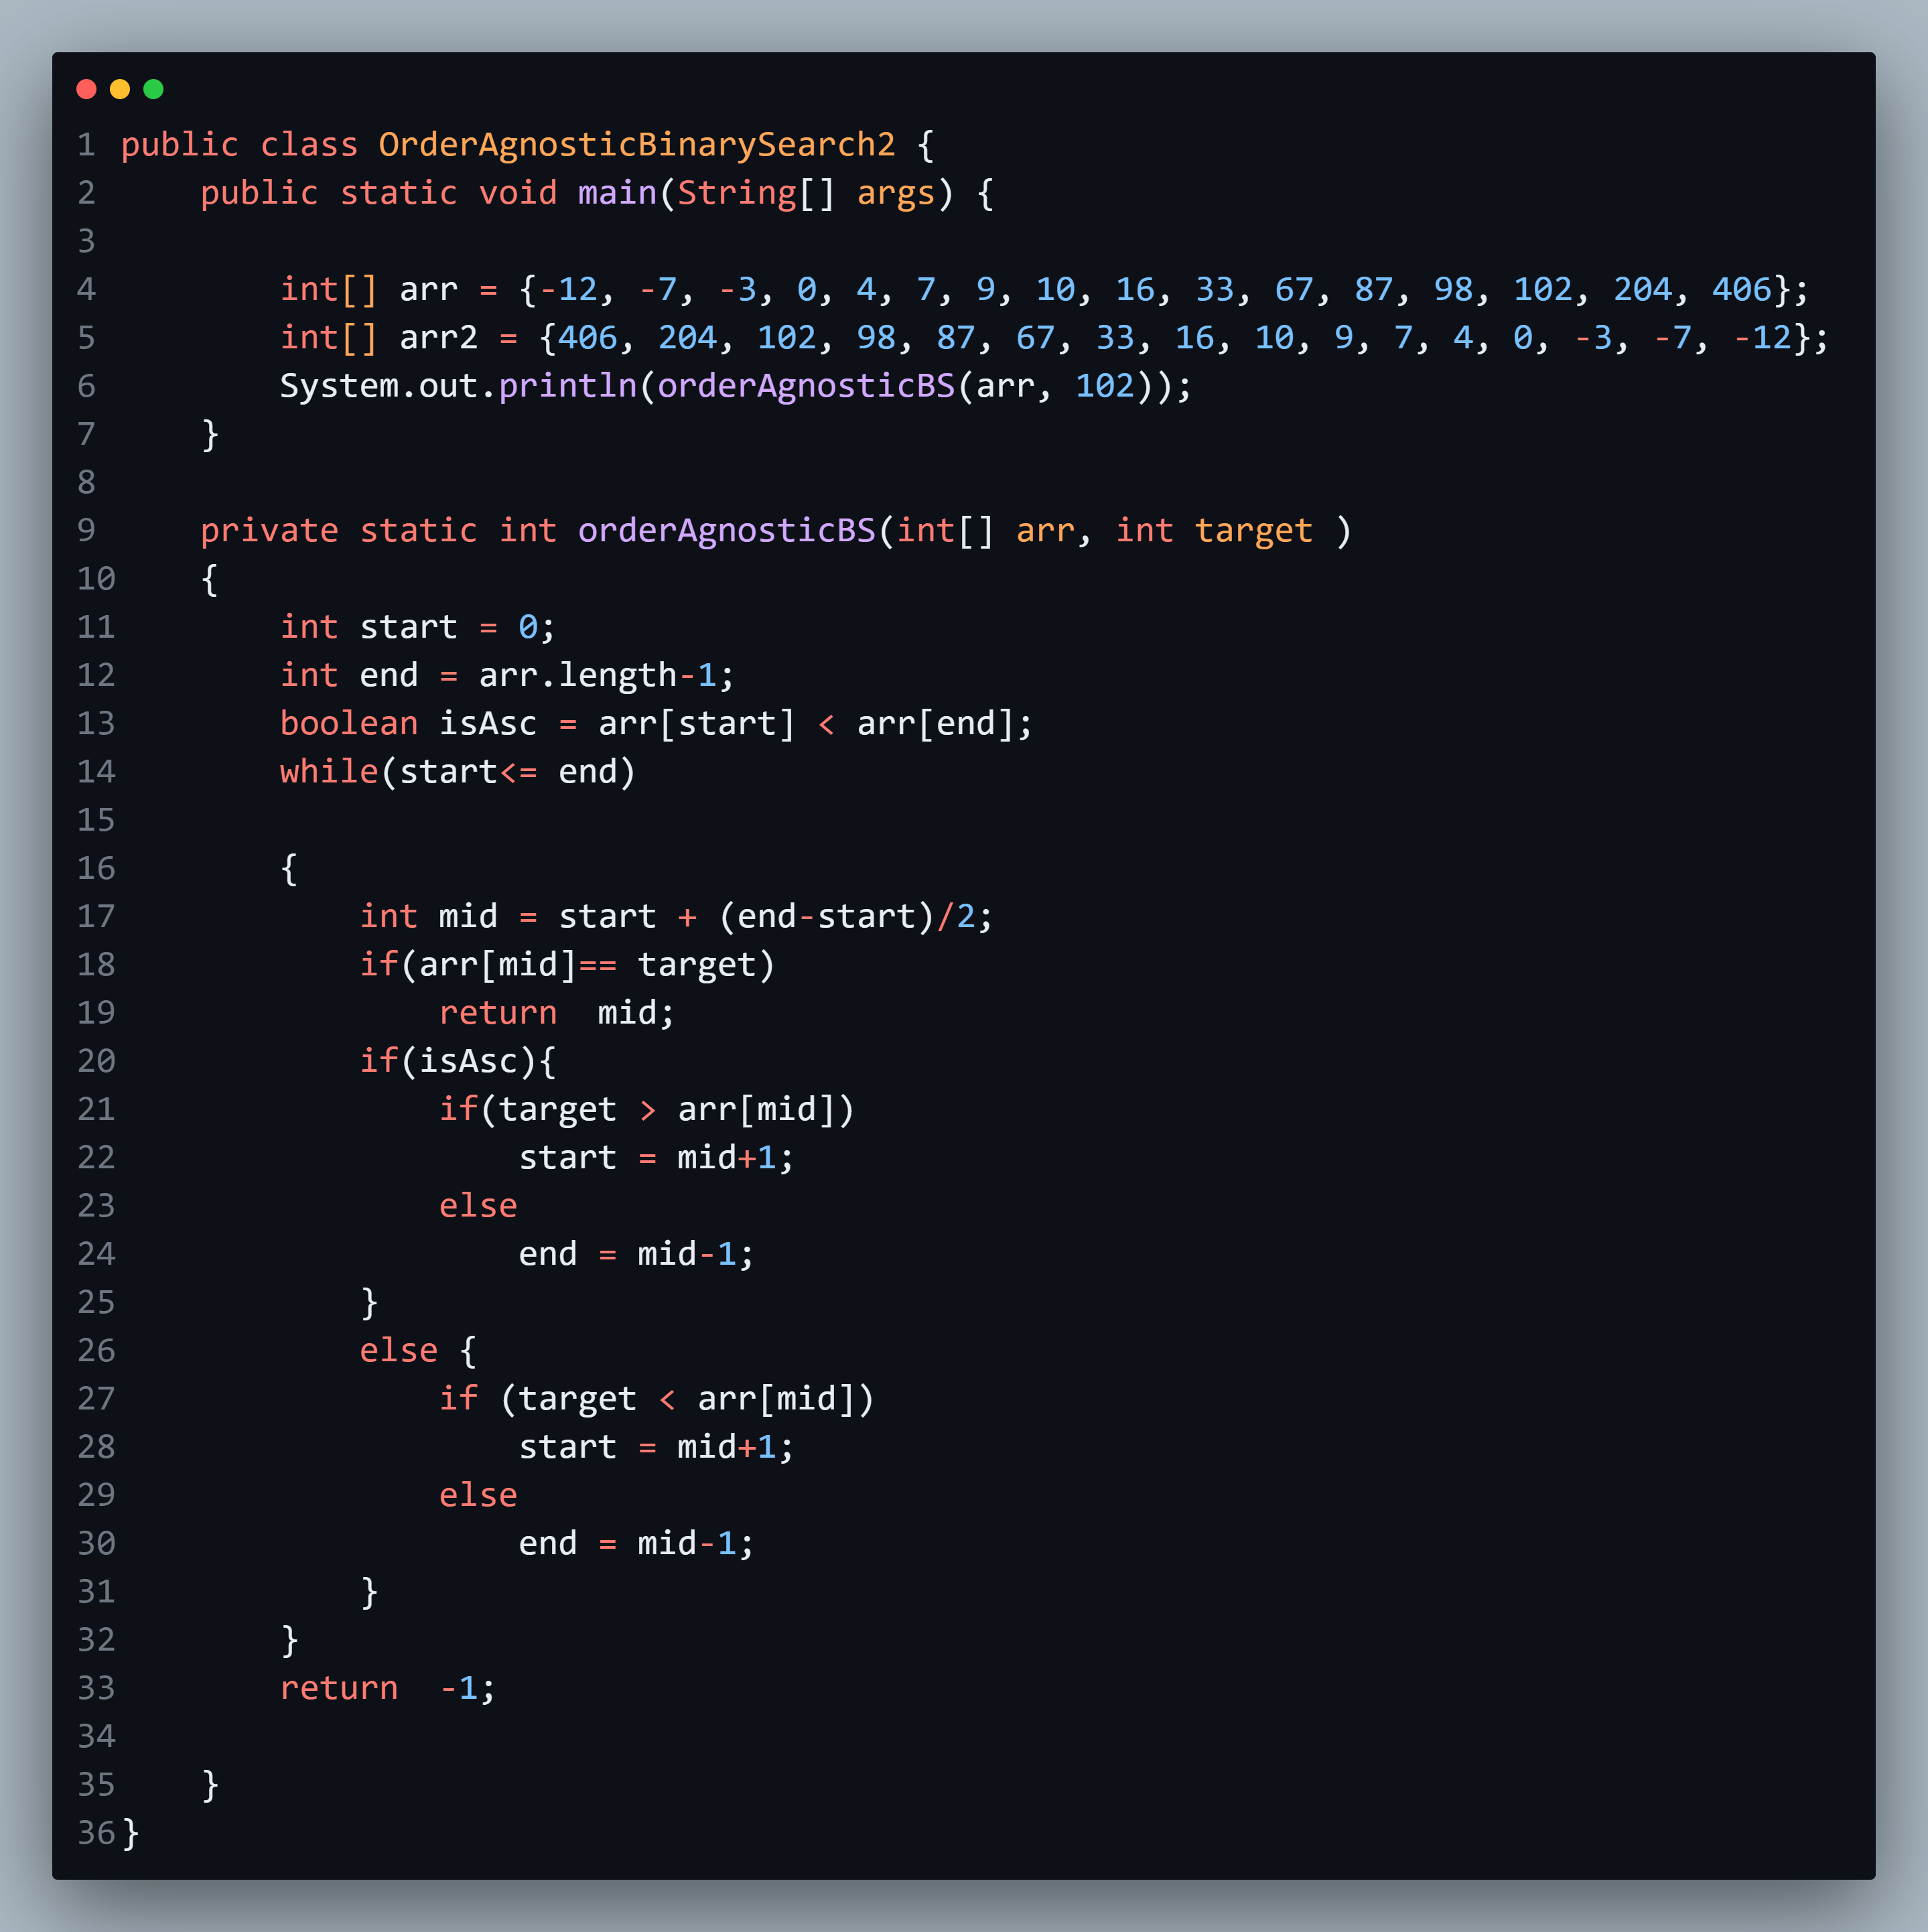 1 public class OrderAgnosticBinarySearch2 {
2     public static void main(String[] args) {
3
4         int[] arr = {-12, -7, -3, 0, 4, 7, 9, 10, 16, 33, 67, 87, 98, 102, 204, 406};
5         int[] arr2 = {406, 204, 102, 98, 87, 67, 33, 16, 10, 9, 7, 4, 0, -3, -7, -12};
6         System.out.println(orderAgnosticBS(arr, 102));
7     }
8
9     private static int orderAgnosticBS(int[] arr, int target )
10    {
11        int start = 0;
12        int end = arr.length-1;
13        boolean isAsc = arr[start] < arr[end];
14        while(start<= end)
15
16        {
17            int mid = start + (end-start)/2;
18            if(arr[mid]== target)
19                return  mid;
20            if(isAsc){
21                if(target > arr[mid])
22                    start = mid+1;
23                else
24                    end = mid-1;
25            }
26            else {
27                if (target < arr[mid])
28                    start = mid+1;
29                else
30                    end = mid-1;
31            }
32        }
33        return  -1;
34
35    }
36}